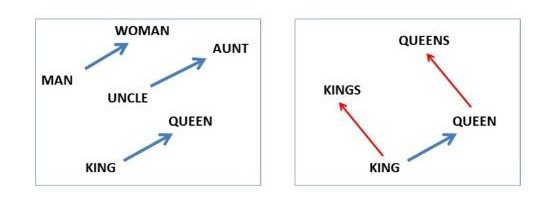 WOMAN
AUNT
MAN
UNCLE
QUEEN
KING
QUEENS
KINGS
QUEEN
KING